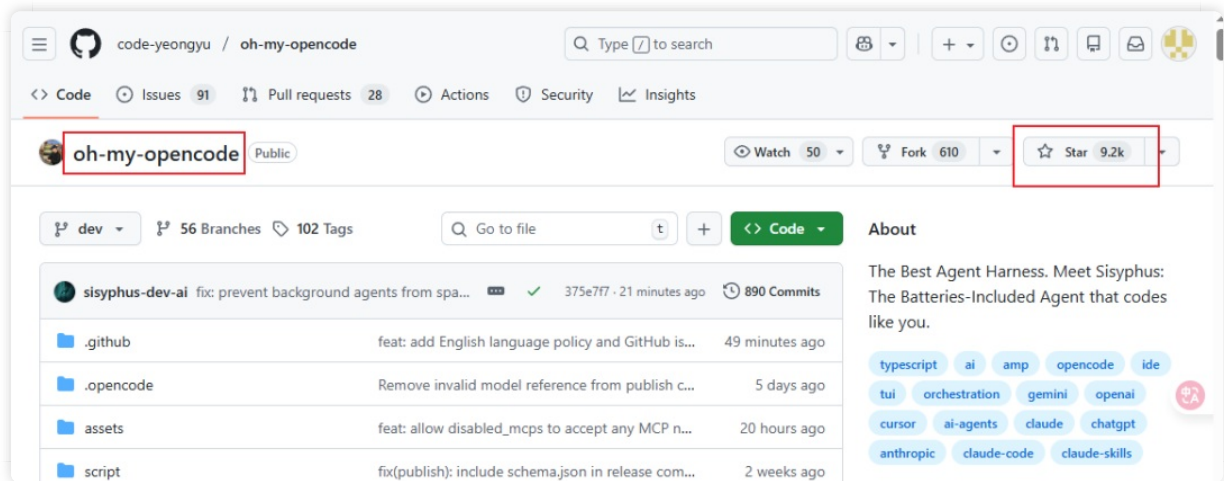 code-yeongyu / oh-my-opencode
Type / to search
Code Issues 91 Pull requests 28 Actions Security Insights
oh-my-opencode Public
Watch 50 Fork 610 Star 9.2k
dev 56 Branches 102 Tags Go to file t + Code
About
The Best Agent Harness. Meet Sisyphus:
The Batteries-Included Agent that codes
like you.
sisyphus-dev-ai fix: prevent background agents from spa... 375e7f7 · 21 minutes ago 890 Commits
.github feat: add English language policy and GitHub is... 49 minutes ago
.opencode Remove invalid model reference from publish c... 5 days ago
assets feat: allow disabled_mcps to accept any MCP n... 20 hours ago
script fix(publish): include schema.json in release com... 2 weeks ago
typescript ai amp opencode ide
tui orchestration gemini openai
cursor ai-agents claude chatgpt
anthropic claude-code claude-skills